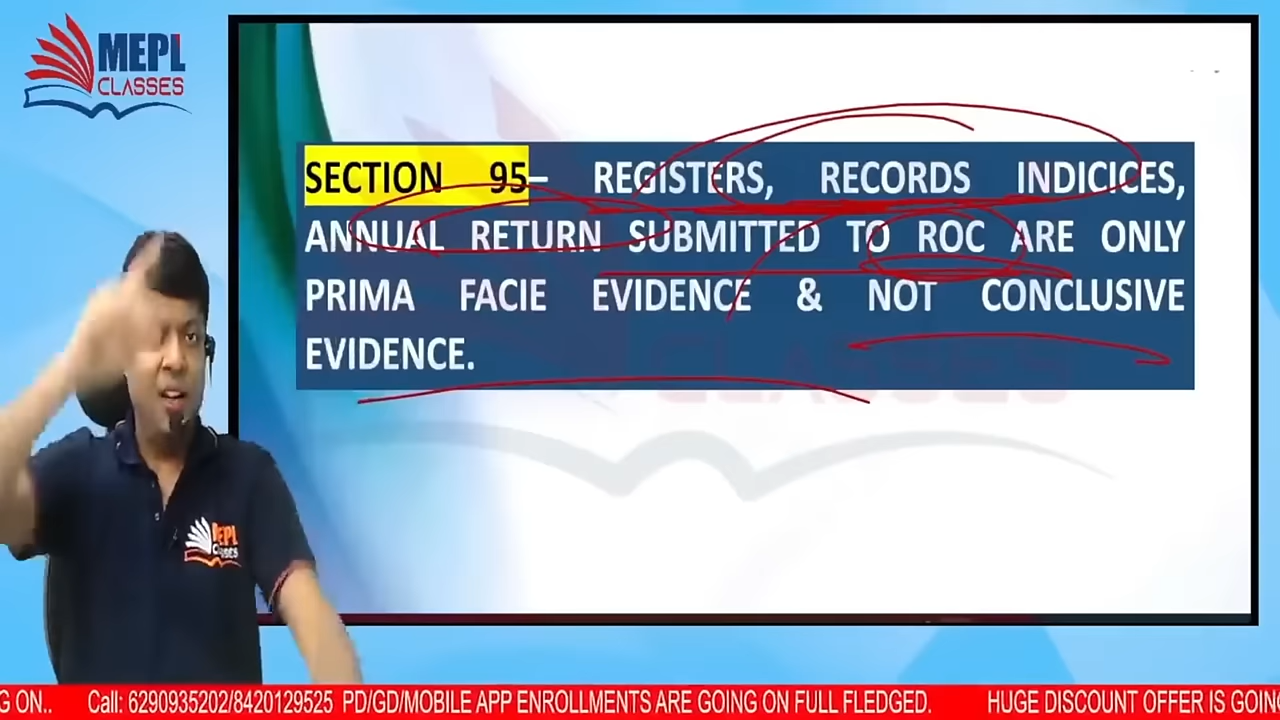 MEPL
CLASSES
SECTION 95– REGISTERS, RECORDS INDICICES,
ANNUAL RETURN SUBMITTED TO ROC ARE ONLY
PRIMA FACIE EVIDENCE & NOT CONCLUSIVE
EVIDENCE.
CLASSES
MEPL
CLASSES
G ON.. Call: 6290935202/8420129525 PD/GD/MOBILE APP ENROLLMENTS ARE GOING ON FULL FLEDGED. HUGE DISCOUNT OFFER IS GOIN